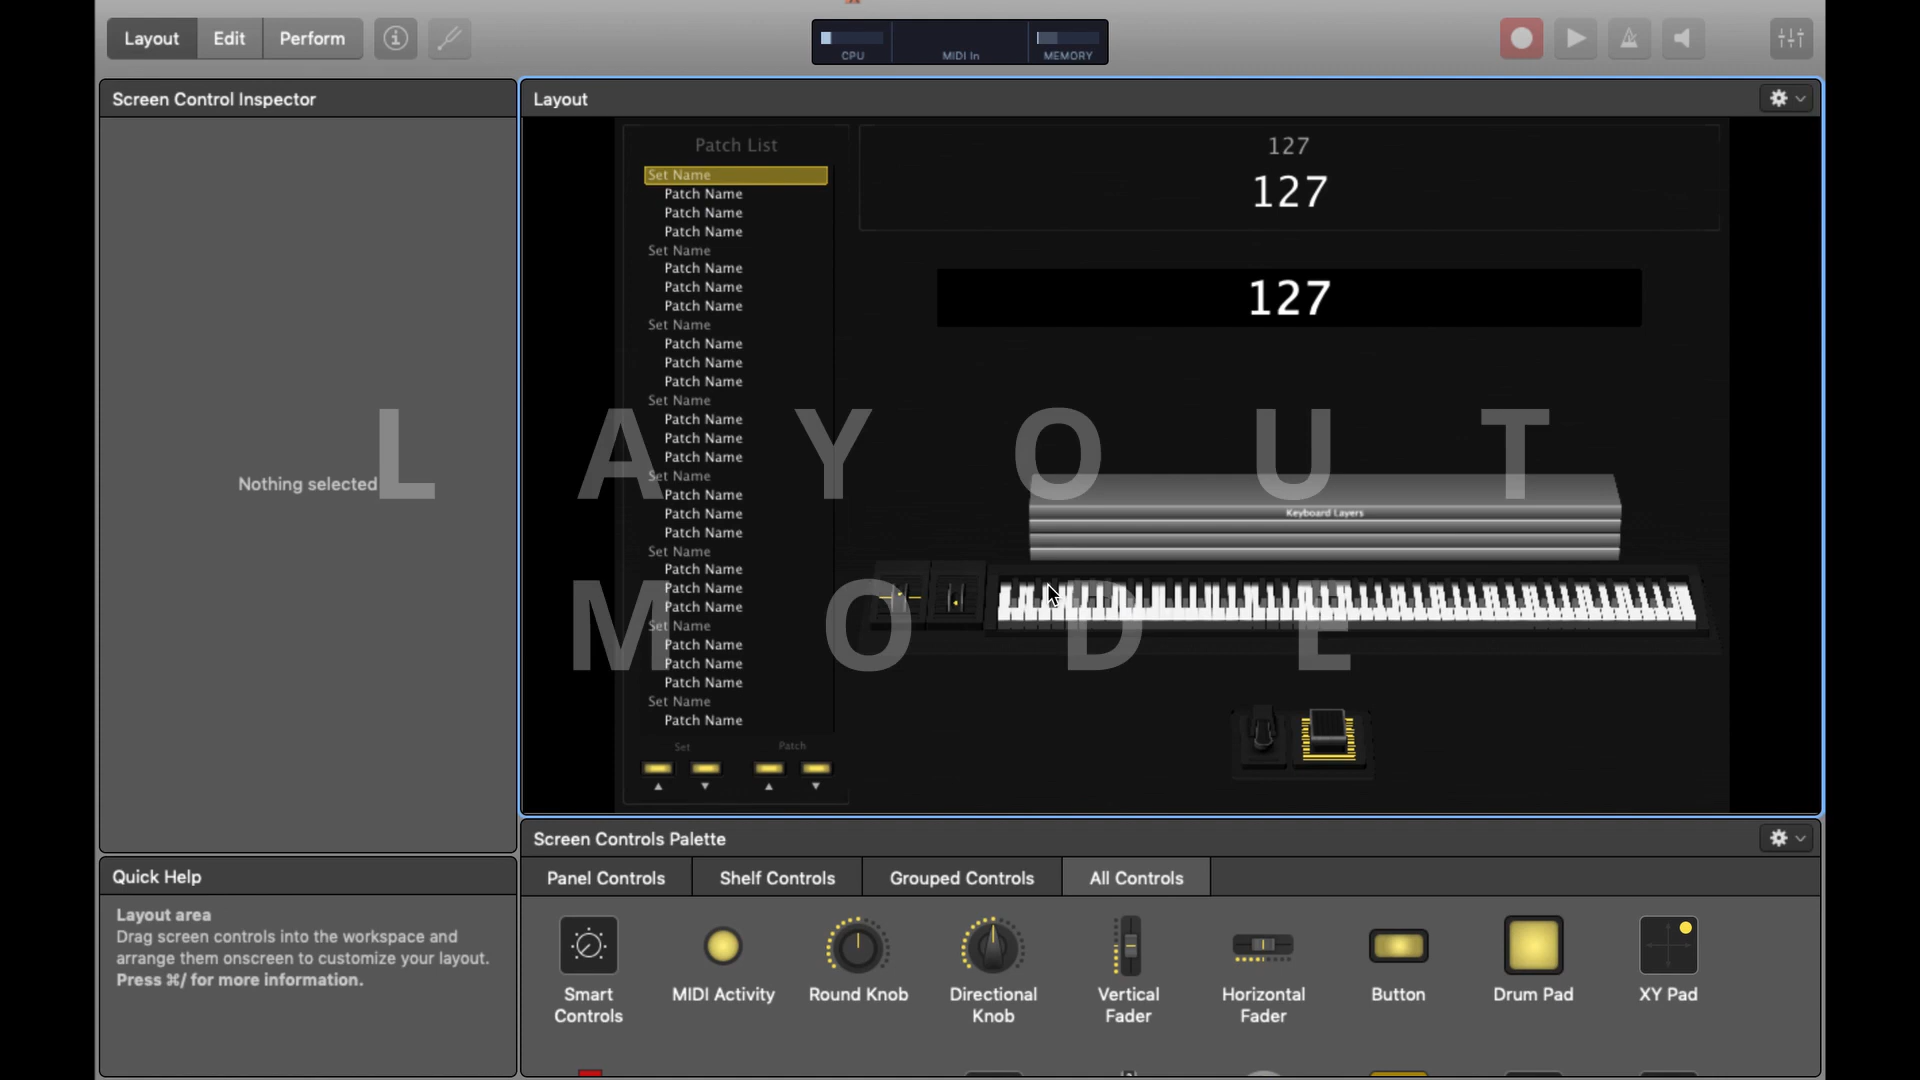 Layout Edit Perform
CPU MIDI In MEMORY
Screen Control Inspector
Nothing selected
Quick Help
Layout area
Drag screen controls into the workspace and
arrange them onscreen to customize your layout.
Press ⌘/ for more information.
Layout
Patch List
Set Name
Patch Name
Patch Name
Patch Name
Set Name
Patch Name
Patch Name
Patch Name
Set Name
Patch Name
Patch Name
Patch Name
Set Name
Patch Name
Patch Name
Patch Name
Set Name
Patch Name
Patch Name
Patch Name
Set Name
Patch Name
Patch Name
Patch Name
Set Name
Patch Name
Patch Name
Patch Name
Set Name
Patch Name
Set Patch
127
127
127
Keyboard Layers
LAYOUT
MODE
Screen Controls Palette
Panel Controls Shelf Controls Grouped Controls All Controls
Smart
Controls
MIDI Activity
Round Knob
Directional
Knob
Vertical
Fader
Horizontal
Fader
Button
Drum Pad
XY Pad